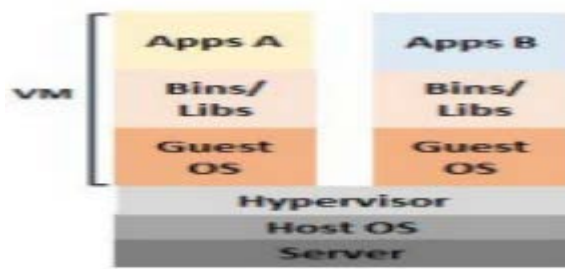 Apps A
Apps B
VM
Bins/
Libs
Bins/
Libs
Guest
OS
Guest
OS
Hypervisor
Host OS
Server